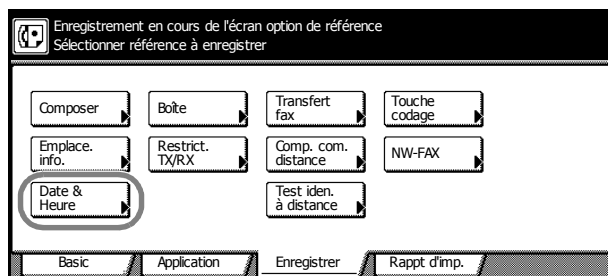 Enregistrement en cours de l'écran option de référence
Sélectionner référence à enregistrer
Composer
Boîte
Transfert
fax
Touche
codage
Emplace.
info.
Restrict.
TX/RX
Comp. com.
distance
NW-FAX
Date &
Heure
Test iden.
à distance
Basic
Application
Enregistrer
Rappt d'imp.